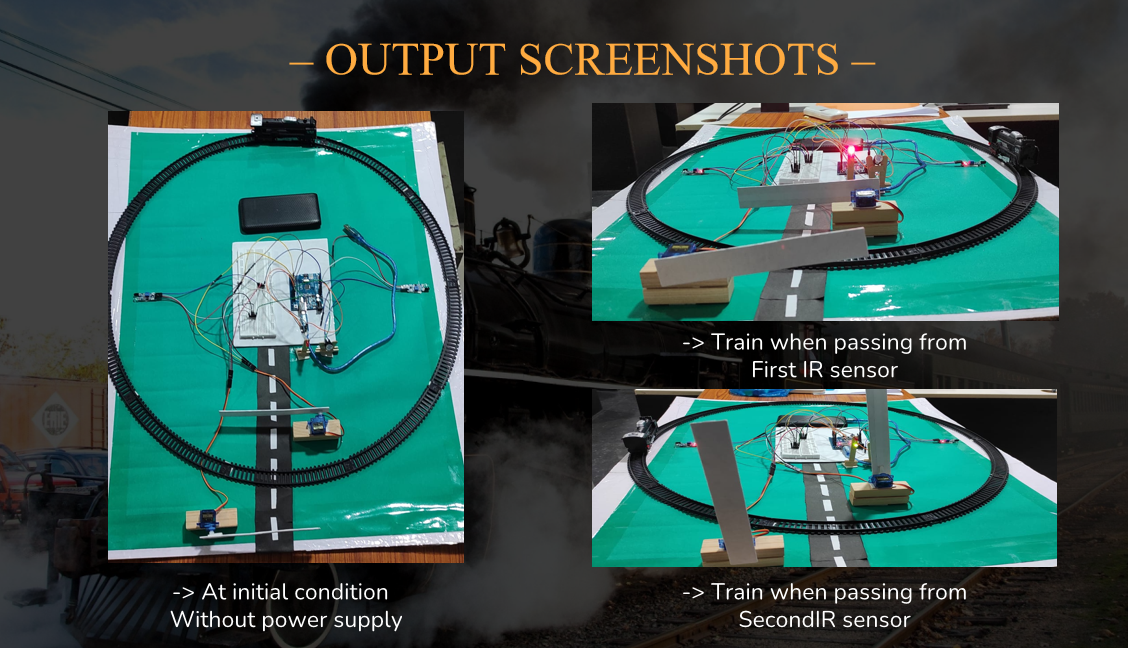 – OUTPUT SCREENSHOTS –
-> At initial condition
Without power supply
-> Train when passing from
First IR sensor
-> Train when passing from
SecondIR sensor